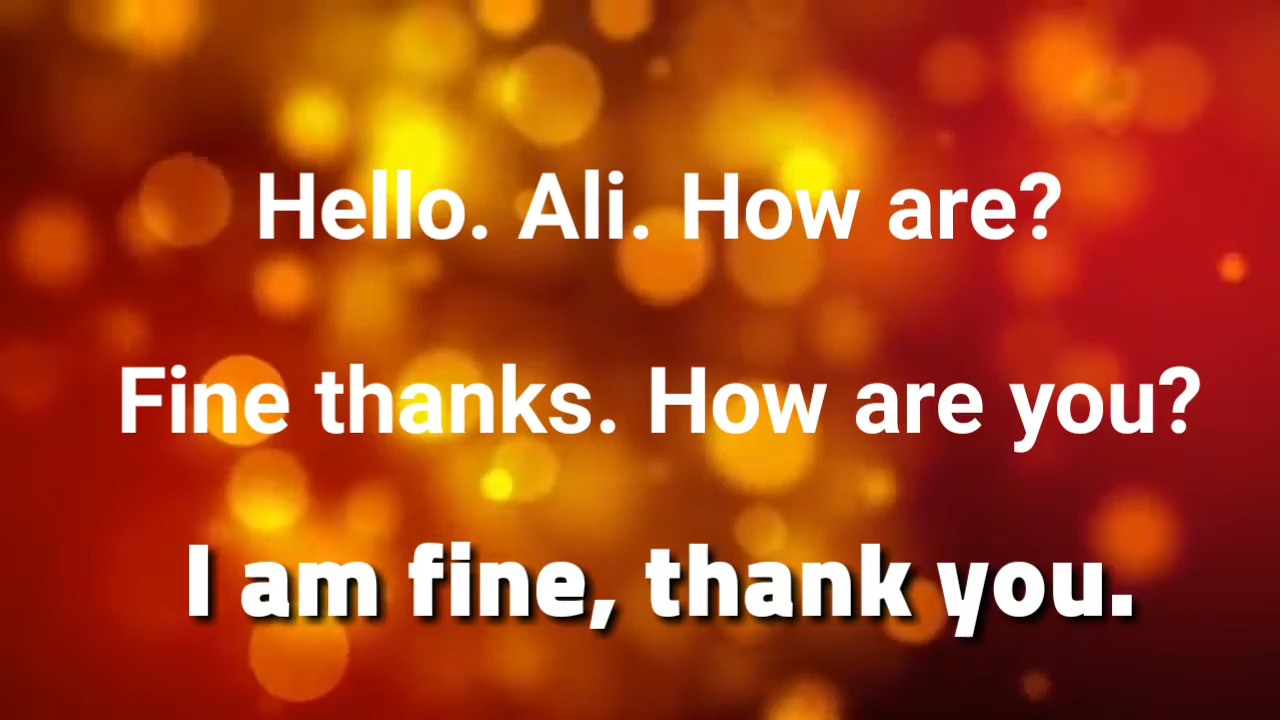 Hello. Ali. How are?
Fine thanks. How are you?
I am fine, thank you.